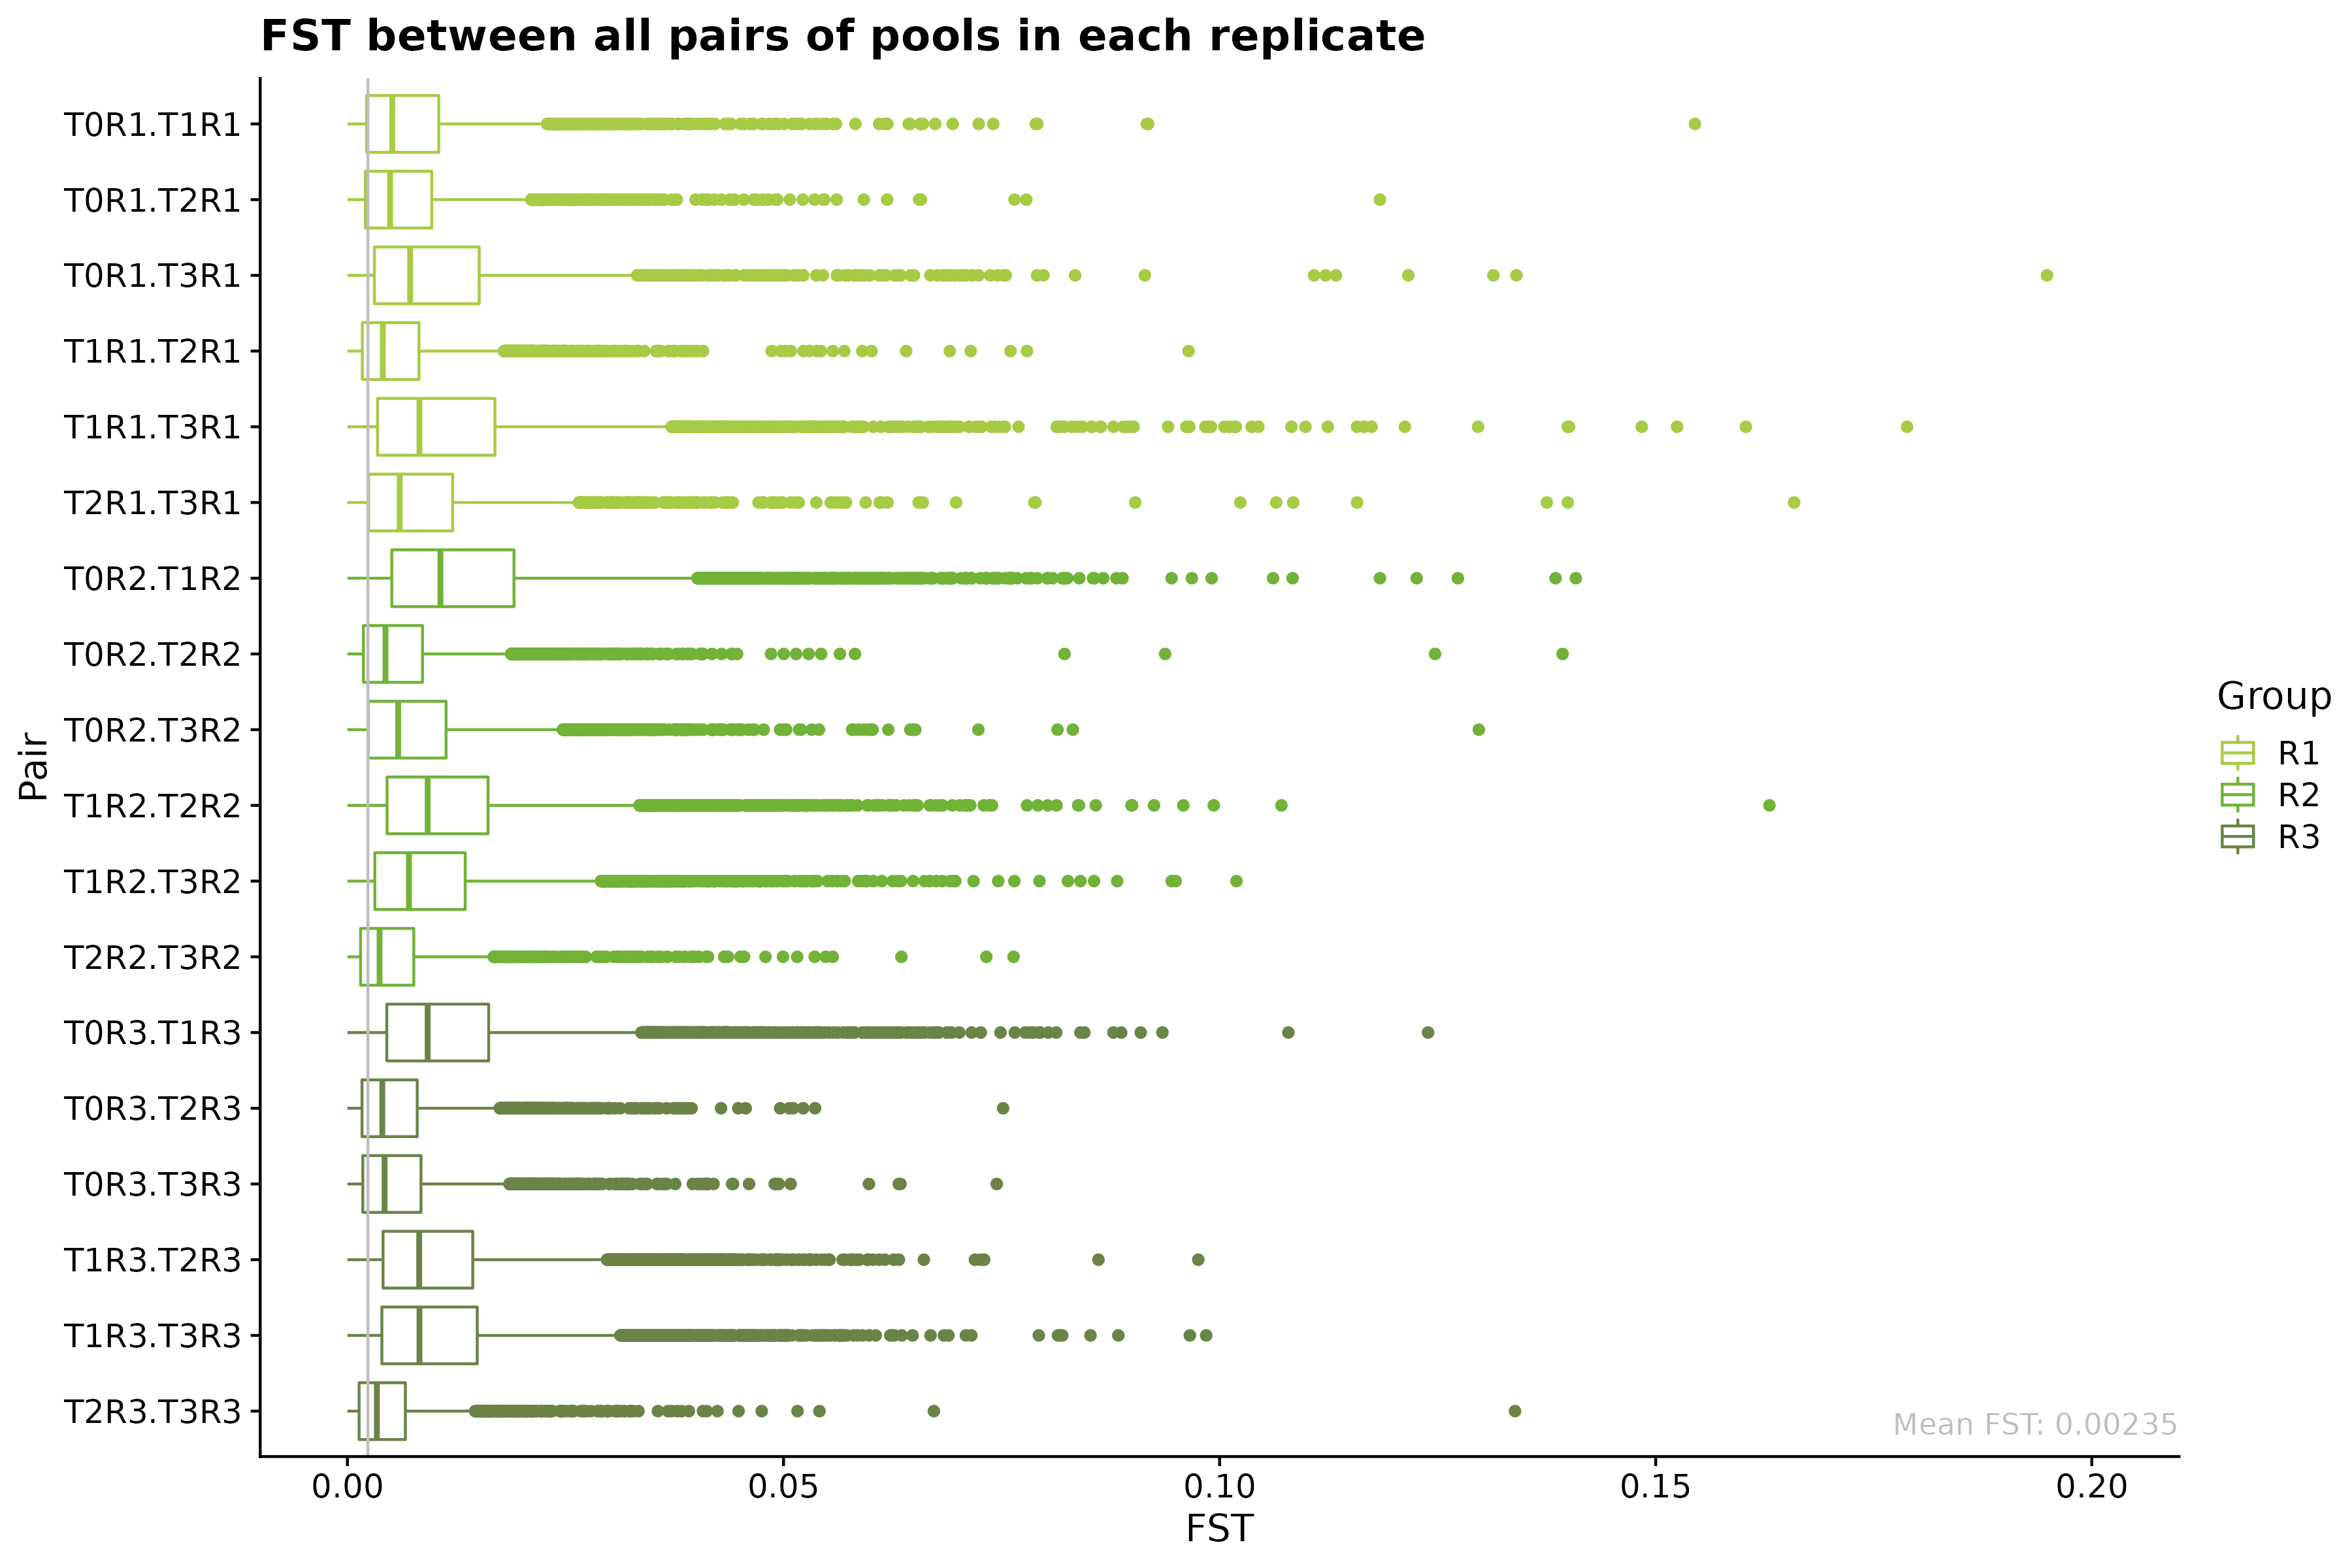 FST between all pairs of pools in each replicate
T0R1.T1R1
T0R1.T2R1
T0R1.T3R1
T1R1.T2R1
T1R1.T3R1
T2R1.T3R1
T0R2.T1R2
T0R2.T2R2
T0R2.T3R2
T1R2.T2R2
T1R2.T3R2
T2R2.T3R2
T0R3.T1R3
T0R3.T2R3
T0R3.T3R3
T1R3.T2R3
T1R3.T3R3
T2R3.T3R3
Pair
Mean FST: 0.00235
0.00 0.05 0.10 0.15 0.20
FST
Group
R1
R2
R3